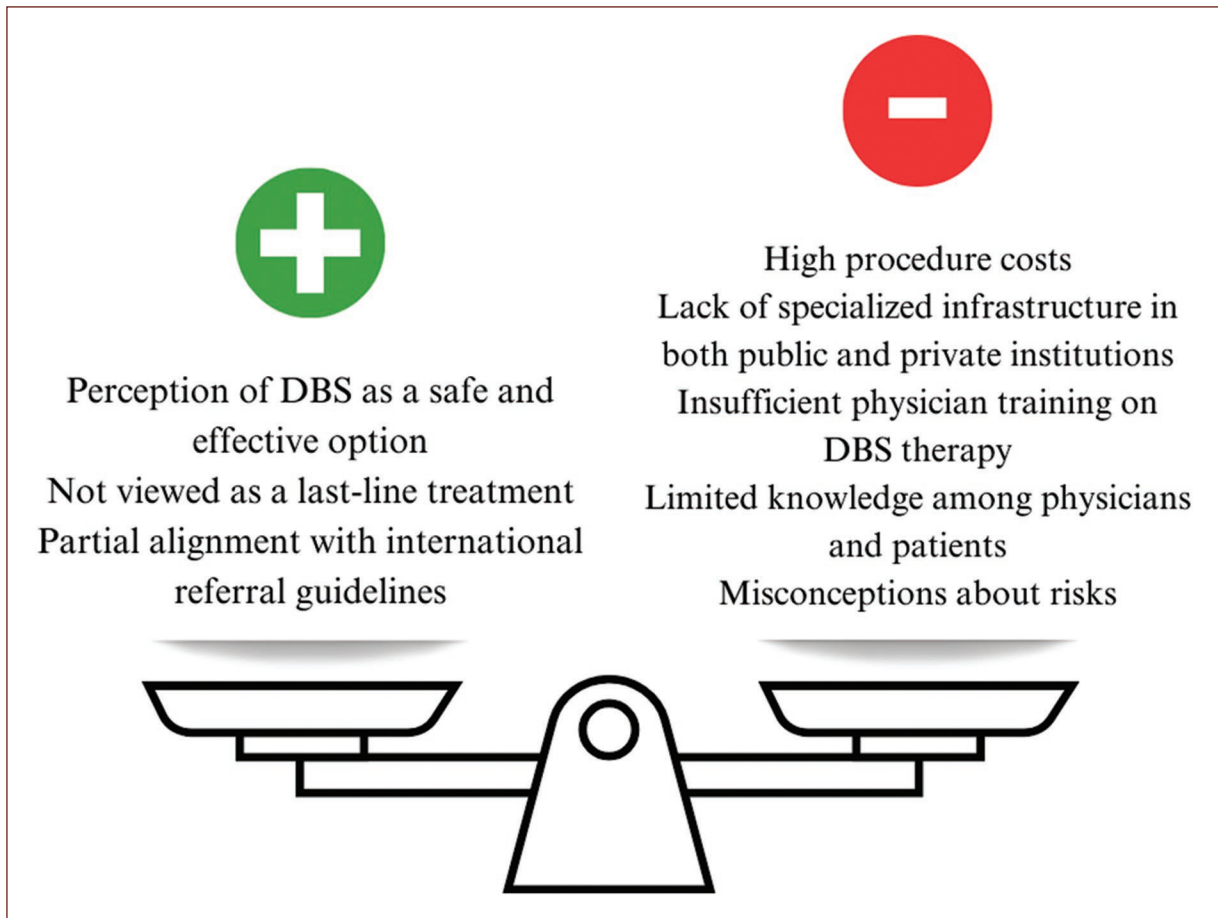 Perception of DBS as a safe and
effective option
Not viewed as a last-line treatment
Partial alignment with international
referral guidelines
High procedure costs
Lack of specialized infrastructure in
both public and private institutions
Insufficient physician training on
DBS therapy
Limited knowledge among physicians
and patients
Misconceptions about risks